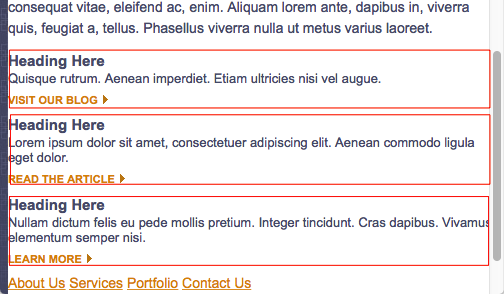 consequat vitae, eleifend ac, enim. Aliquam lorem ante, dapibus in, viverra
quis, feugiat a, tellus. Phasellus viverra nulla ut metus varius laoreet.
Heading Here
Quisque rutrum. Aenean imperdiet. Etiam ultricies nisi vel augue.
VISIT OUR BLOG
Heading Here
Lorem ipsum dolor sit amet, consectetuer adipiscing elit. Aenean commodo ligula
eget dolor.
READ THE ARTICLE
Heading Here
Nullam dictum felis eu pede mollis pretium. Integer tincidunt. Cras dapibus. Vivamus
elementum semper nisi.
LEARN MORE
About Us Services Portfolio Contact Us